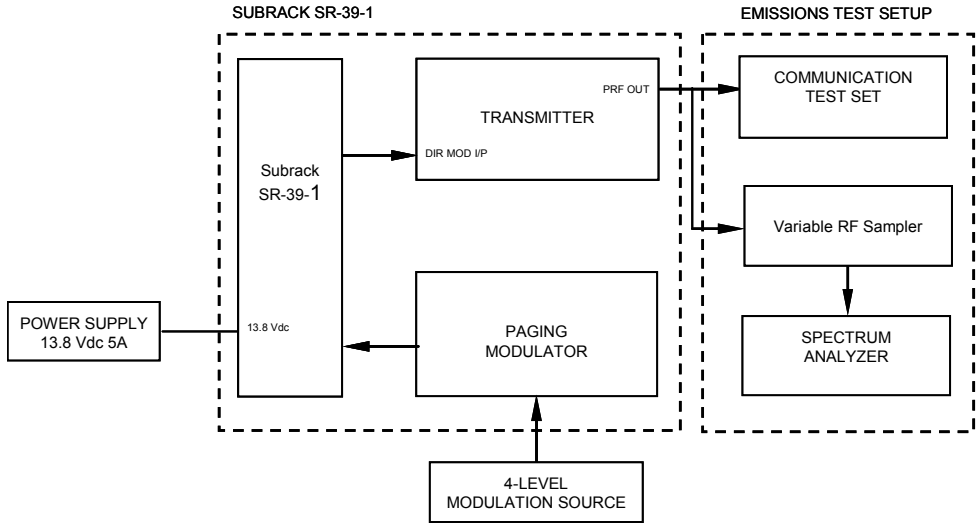 SUBRACK SR-39-1
EMISSIONS TEST SETUP
PRF OUT
TRANSMITTER
DIR MOD I/P
COMMUNICATION
TEST SET
Subrack
SR-39-1
Variable RF Sampler
13.8 Vdc
POWER SUPPLY
13.8 Vdc 5A
PAGING
MODULATOR
SPECTRUM
ANALYZER
4-LEVEL
MODULATION SOURCE